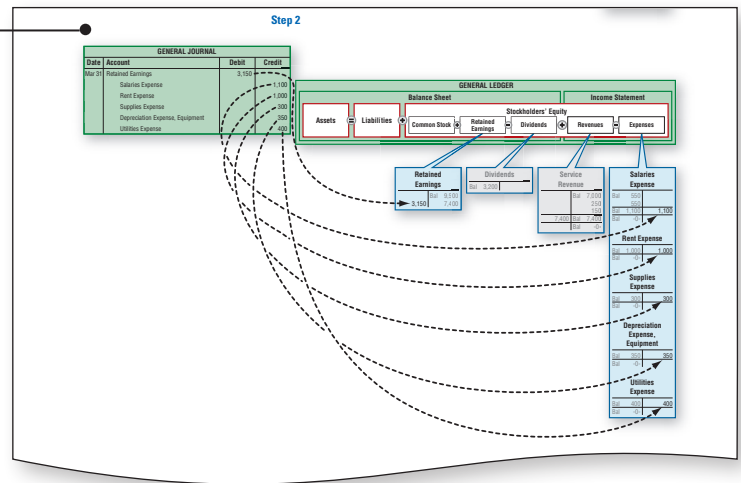 Step 2
GENERAL JOURNAL
Date Account Debit Credit
Mar 31 Retained Earnings 3,150
Salaries Expense 1,100
Rent Expense 1,000
Supplies Expense 300
Depreciation Expense, Equipment 350
Utilities Expense 400
GENERAL LEDGER
Balance Sheet Income Statement
Stockholders' Equity
Assets = Liabilities + Common Stock + Retained Earnings – Dividends + Revenues – Expenses
Retained
Earnings
Bal 9,500
3,150 7,400
Dividends
Bal 3,200
Service
Revenue
Bal 7,000
250
150
7,400 Bal 7,400
Bal -0-
Salaries
Expense
Bal 550
550
Bal 1,100 1,100
Bal -0-
Rent Expense
Bal 1,000 1,000
Bal -0-
Supplies
Expense
Bal 300 300
Bal -0-
Depreciation
Expense,
Equipment
Bal 350 350
Bal -0-
Utilities
Expense
Bal 400 400
Bal -0-